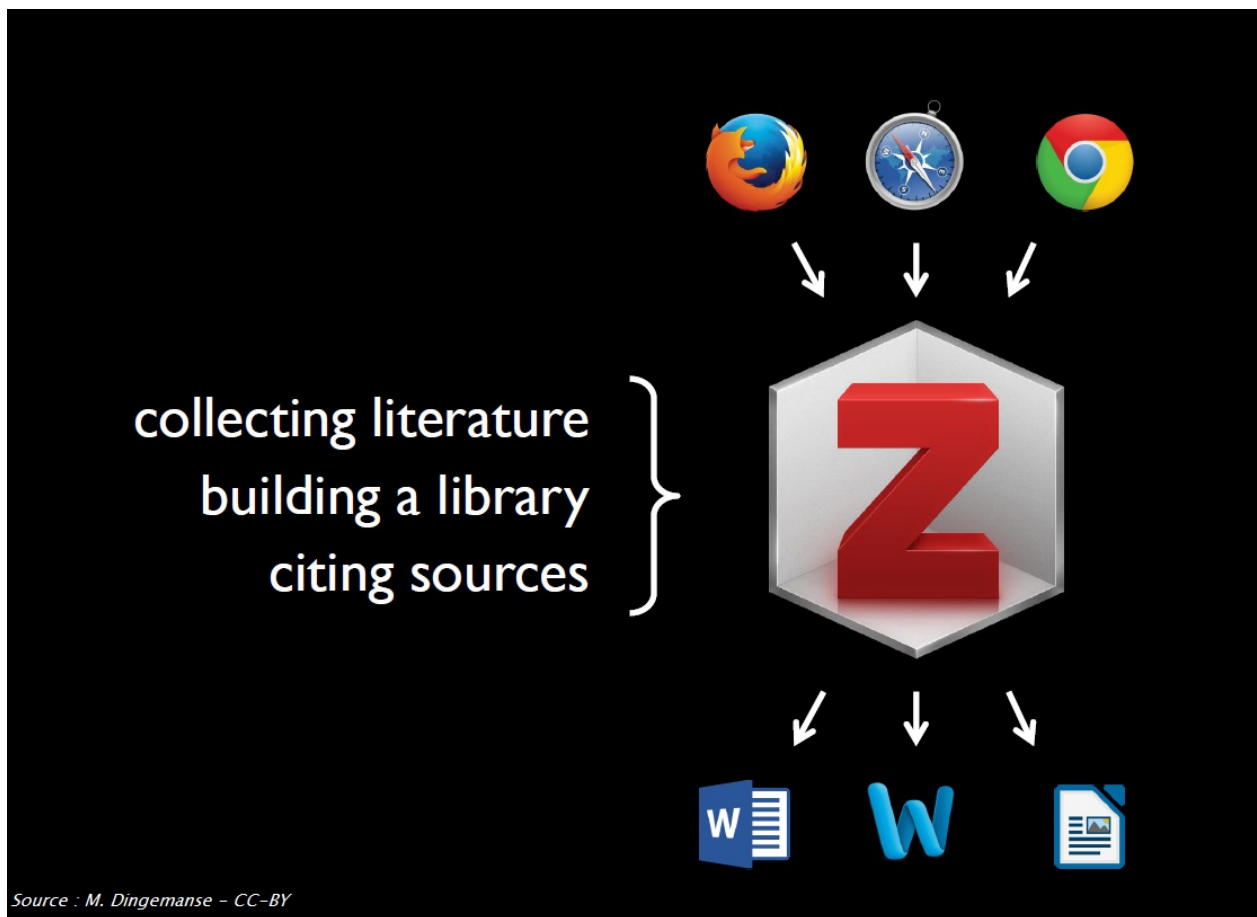 collecting literature
building a library
citing sources
Z
W
W
Source : M. Dingemanse - CC-BY